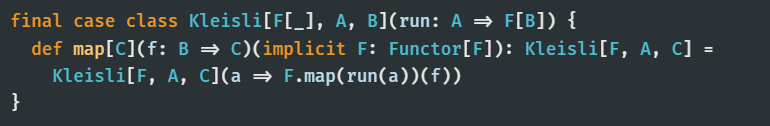 final case class Kleisli[F[_], A, B](run: A => F[B]) {
  def map[C](f: B => C)(implicit F: Functor[F]): Kleisli[F, A, C] =
    Kleisli[F, A, C](a => F.map(run(a))(f))
}